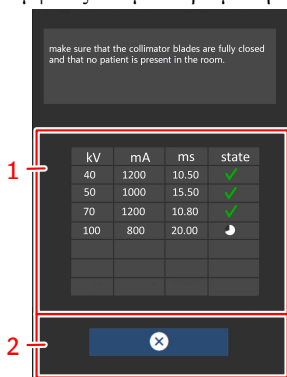 make sure that the collimator blades are fully closed
and that no patient is present in the room.
kV mA ms state
40 1200 10.50
50 1000 15.50
70 1200 10.80
100 800 20.00
1
2